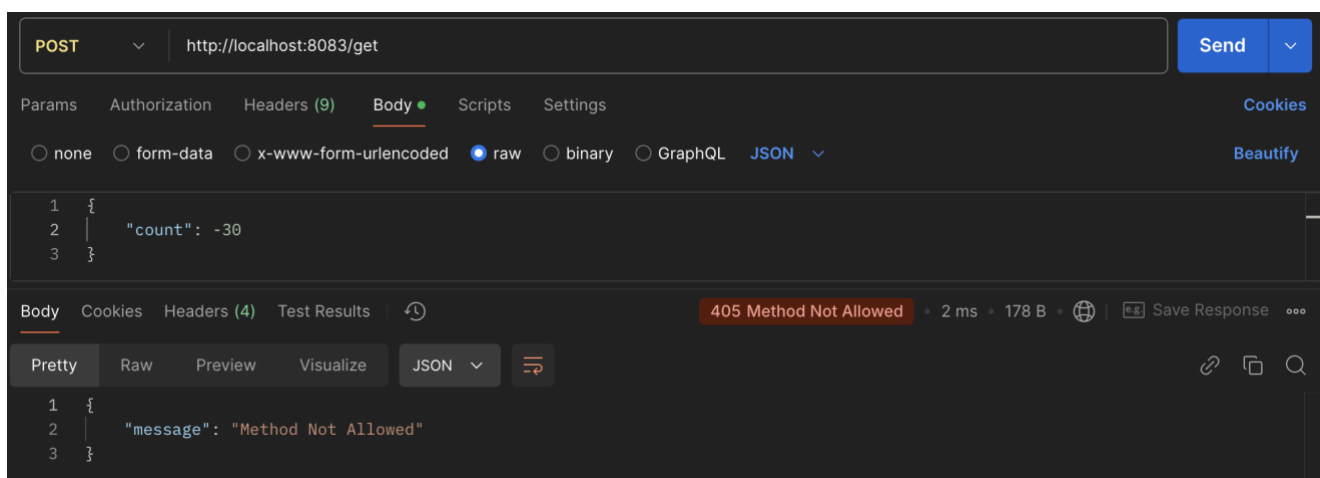 POST http://localhost:8083/get Send
Params Authorization Headers (9) Body Scripts Settings Cookies
none form-data x-www-form-urlencoded raw binary GraphQL JSON Beautify
1 {
2 "count": -30
3 }
Body Cookies Headers (4) Test Results 405 Method Not Allowed 2 ms 178 B e.g. Save Response
Pretty Raw Preview Visualize JSON
1 {
2 "message": "Method Not Allowed"
3 }